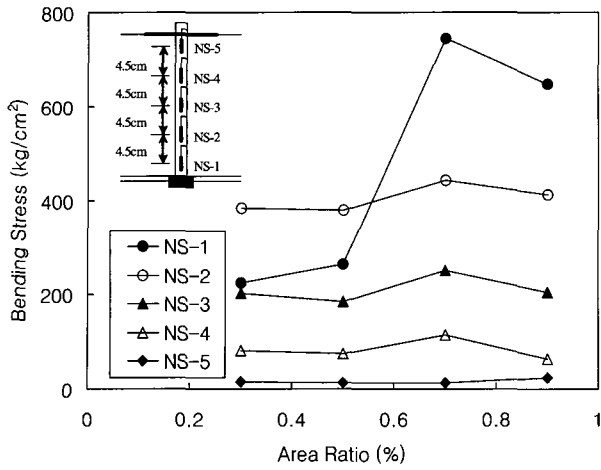 Bending Stress (kg/cm²)
800
600
400
200
0
NS-5
4.5cm
NS-4
4.5cm
NS-3
4.5cm
NS-2
4.5cm
NS-1
NS-1
NS-2
NS-3
NS-4
NS-5
0
0.2
0.4
0.6
0.8
1
Area Ratio (%)